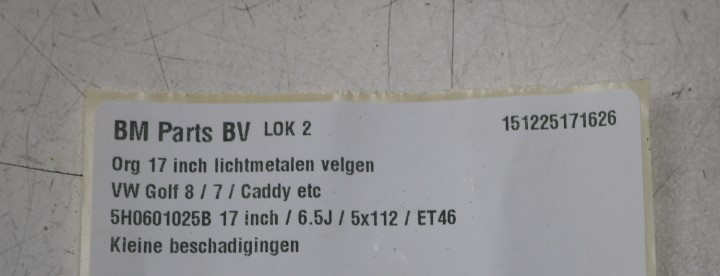 BM Parts BV LOK 2 151225171626
Org 17 inch lichtmetalen velgen
VW Golf 8 / 7 / Caddy etc
5H0601025B 17 inch / 6.5J / 5x112 / ET46
Kleine beschadigingen